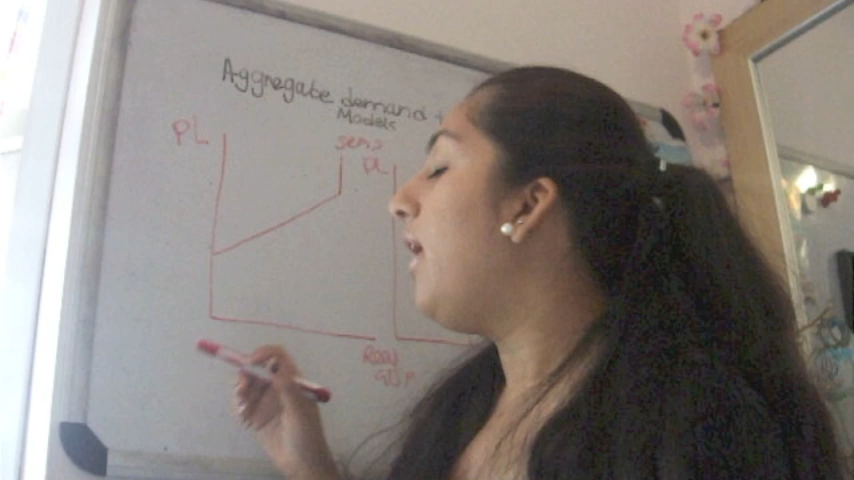 Aggregate demand +
Models
PL
PL
Real
GDP